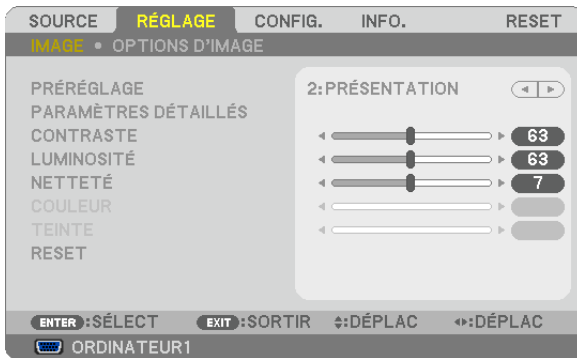 SOURCE RÉGLAGE CONFIG. INFO. RESET
IMAGE • OPTIONS D'IMAGE
PRÉRÉGLAGE 2:PRÉSENTATION
PARAMÈTRES DÉTAILLÉS
CONTRASTE 63
LUMINOSITÉ 63
NETTETÉ 7
COULEUR
TEINTE
RESET
ENTER :SÉLECT EXIT :SORTIR :DÉPLAC :DÉPLAC
ORDINATEUR1